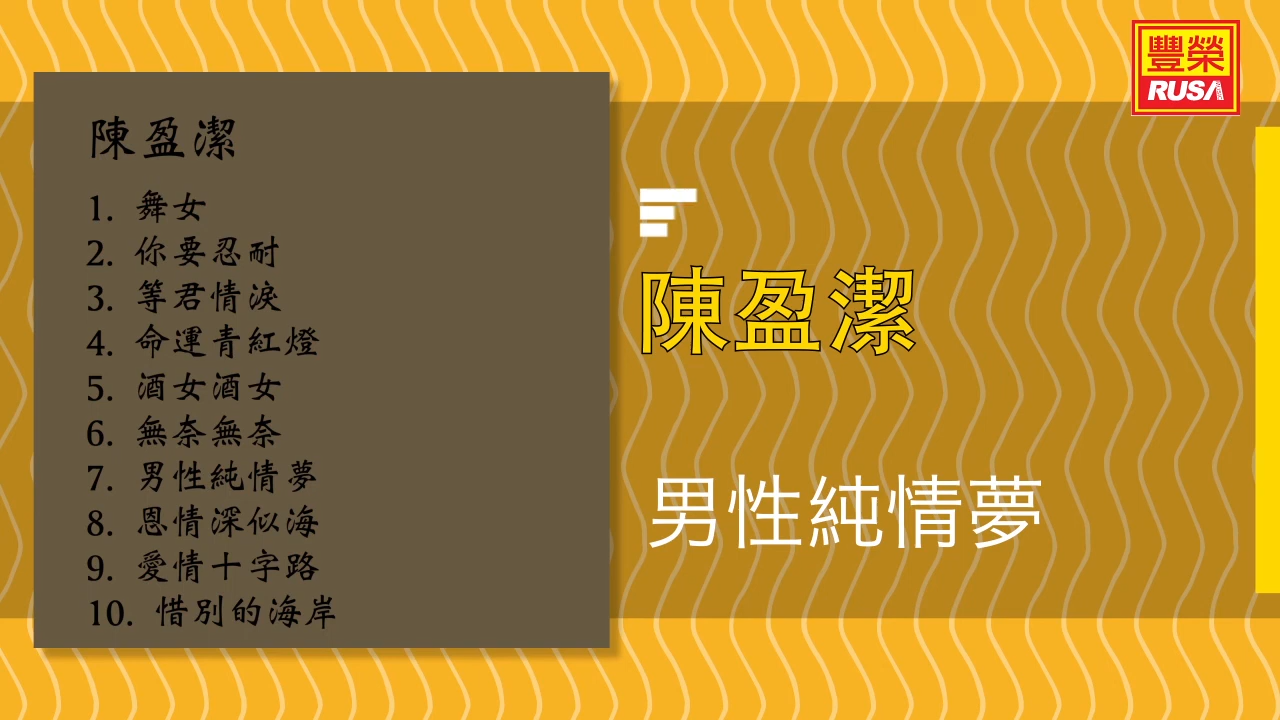 豐榮
RUSA
陳盈潔
1. 舞女
2. 你要忍耐
3. 等君情淚
4. 命運青紅燈
5. 酒女酒女
6. 無奈無奈
7. 男性純情夢
8. 恩情深似海
9. 愛情十字路
10. 惜別的海岸
陳盈潔
男性純情夢